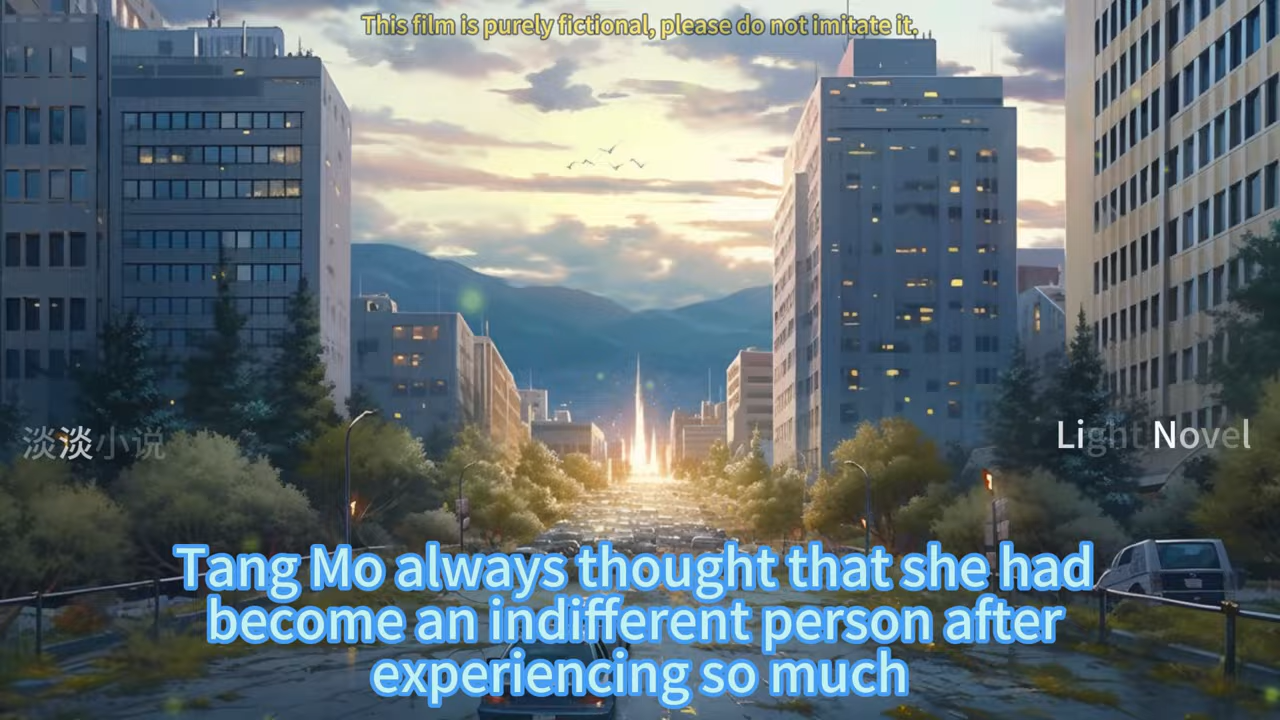 This film is purely fictional, please do not imitate it.
淡淡小说
Light Novel
Tang Mo always thought that she had
become an indifferent person after
experiencing so much